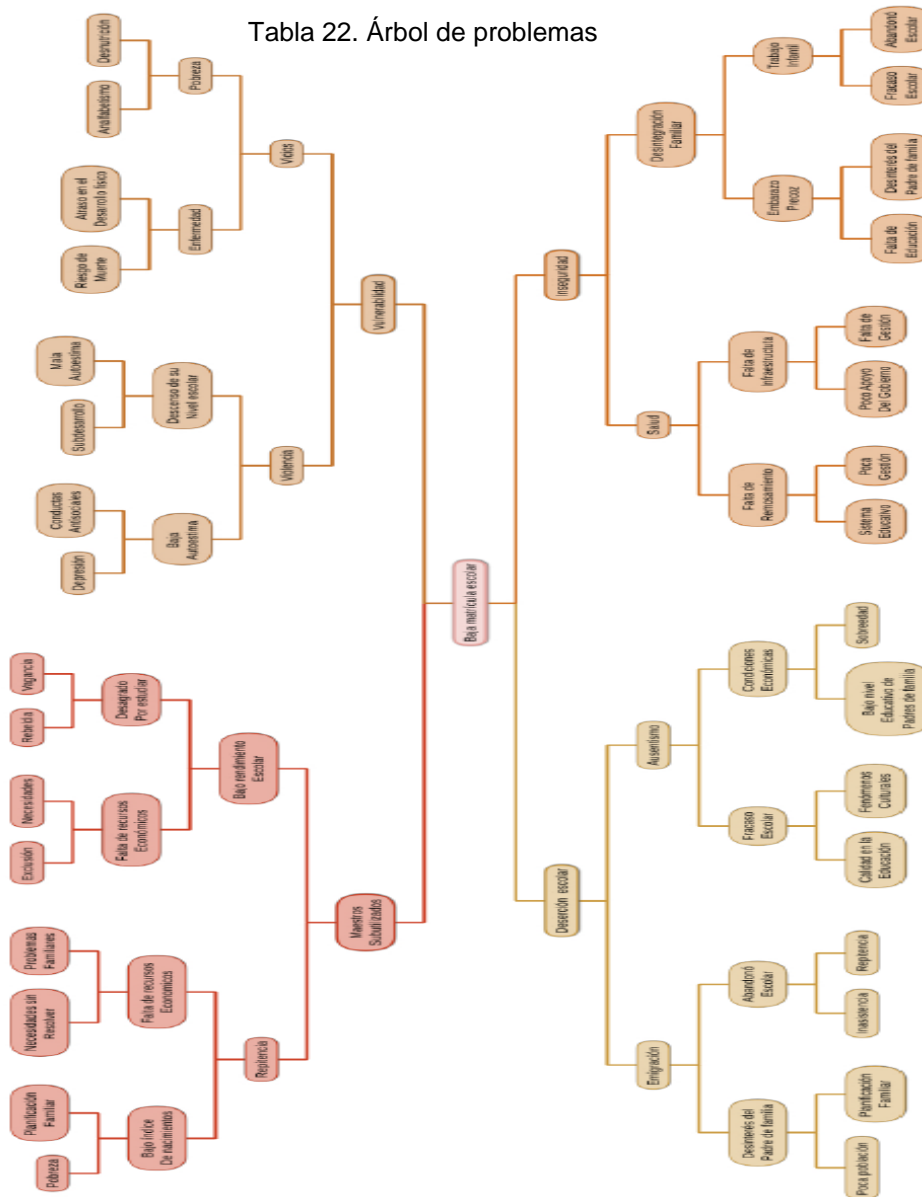 Tabla 22. Árbol de problemas
Pobreza
Planificación
Familiar
Necesidades sin
Resolver
Problemas
Familiares
Exclusión
Necesidades
Rebeldía
Vagancia
Depresión
Conductas
Antisociales
Subdesarrollo
Mala
Autoestima
Riesgo de
Muerte
Atraso en el
Desarrollo físico
Analfabetismo
Desnutrición
Bajo índice
De nacimientos
Falta de recursos
Económicos
Falta de recursos
Económicos
Desagrado
Por estudiar
Baja
Autoestima
Descenso de su
Nivel escolar
Enfermedad
Pobreza
Repitencia
Bajo rendimiento
Escolar
Violencia
Vicios
Maestros
Subutilizados
Vulnerabilidad
Baja matrícula escolar
Deserción escolar
Inseguridad
Emigración
Ausentismo
Salud
Desintegración
Familiar
Desinterés del
Padre de familia
Abandonó
Escolar
Fracaso
Escolar
Condiciones
Económicas
Falta de
Remosamiento
Falta de
infraestructura
Embarazo
Precoz
Trabajo
Infantil
Poca población
Planificación
Familiar
Inasistencia
Repitencia
Calidad en la
Educación
Fenómenos
Culturales
Bajo nivel
Educativo de
Padres de familia
Sobreedad
Sistema
Educativo
Poca
Gestión
Poco Apoyo
Del Gobierno
Falta de
Gestión
Falta de
Educación
Desinterés del
Padre de familia
Fracaso
Escolar
Abandonó
Escolar